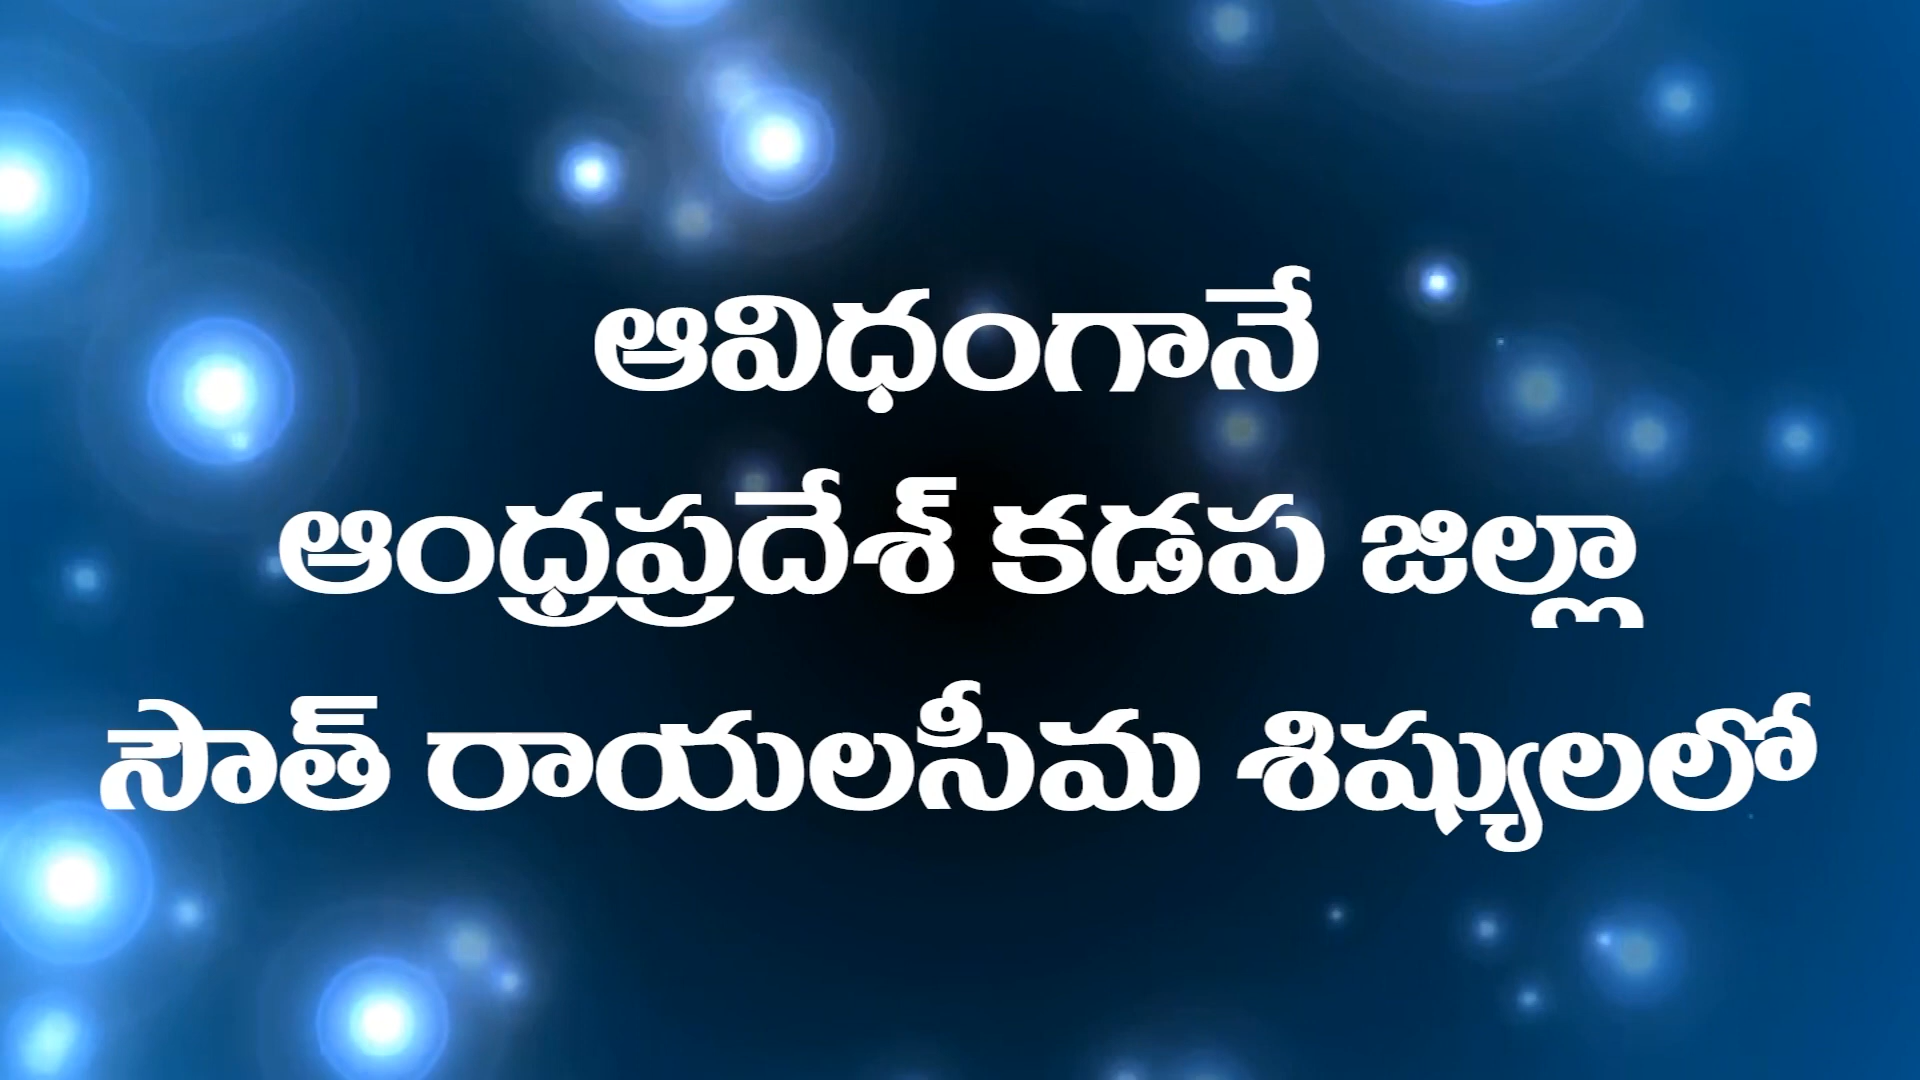 ఆవిధంగానే
ఆంధ్రప్రదేశ్ కడప జిల్లా
సౌత్ రాయలసీమ శిష్యులలో